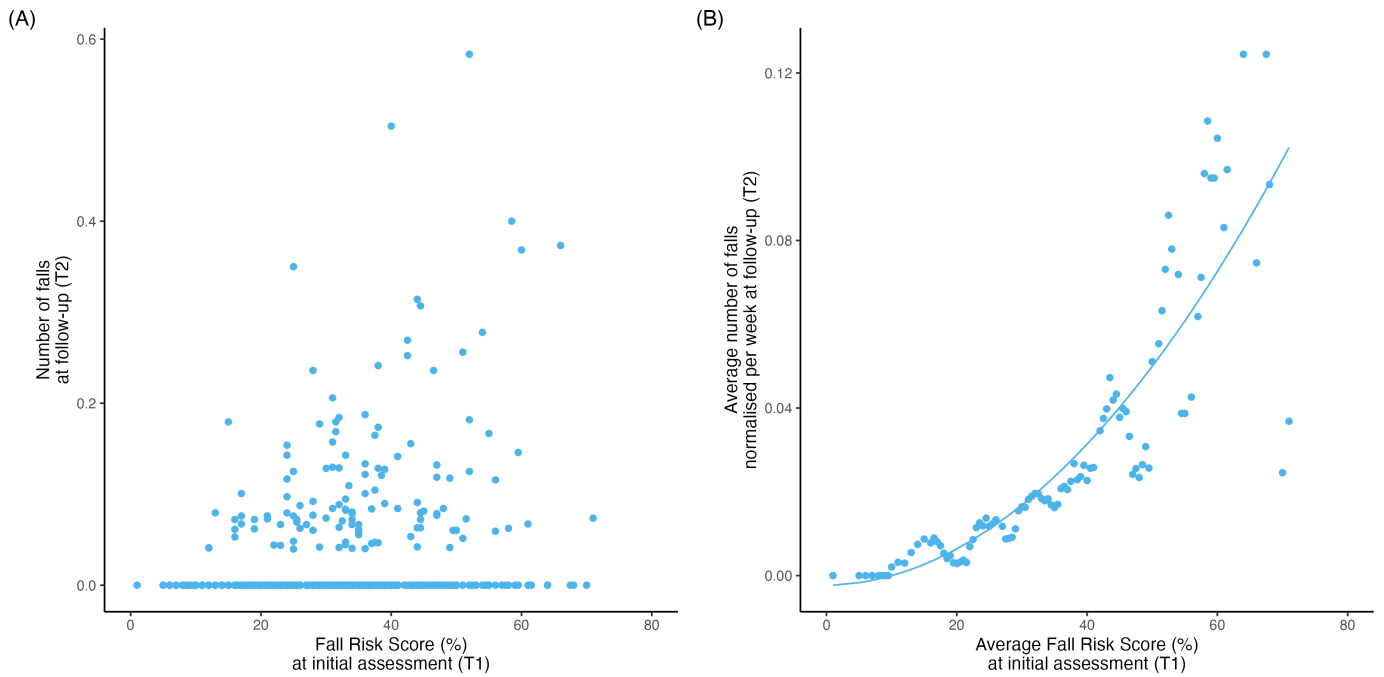 (A)
0.6
0.4
0.2
0.0
Number of falls
at follow-up (T2)
0 20 40 60 80
Fall Risk Score (%)
at initial assessment (T1)
(B)
0.12
0.08
0.04
0.00
Average number of falls
normalised per week at follow-up (T2)
0 20 40 60 80
Average Fall Risk Score (%)
at initial assessment (T1)